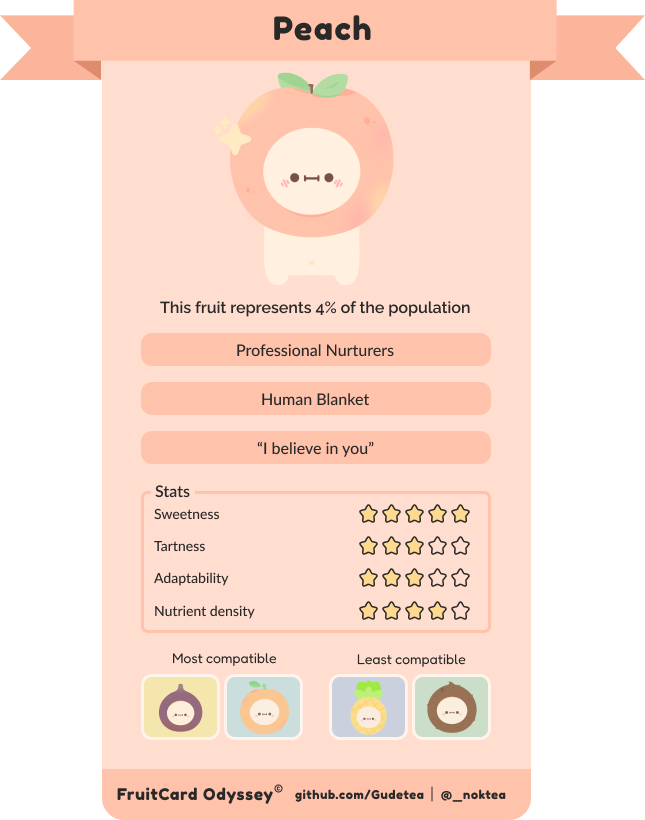 Peach
This fruit represents 4% of the population
Professional Nurturers
Human Blanket
“I believe in you”
Stats
Sweetness
Tartness
Adaptability
Nutrient density
Most compatible
Least compatible
FruitCard Odyssey© github.com/Gudetea | @__noktea